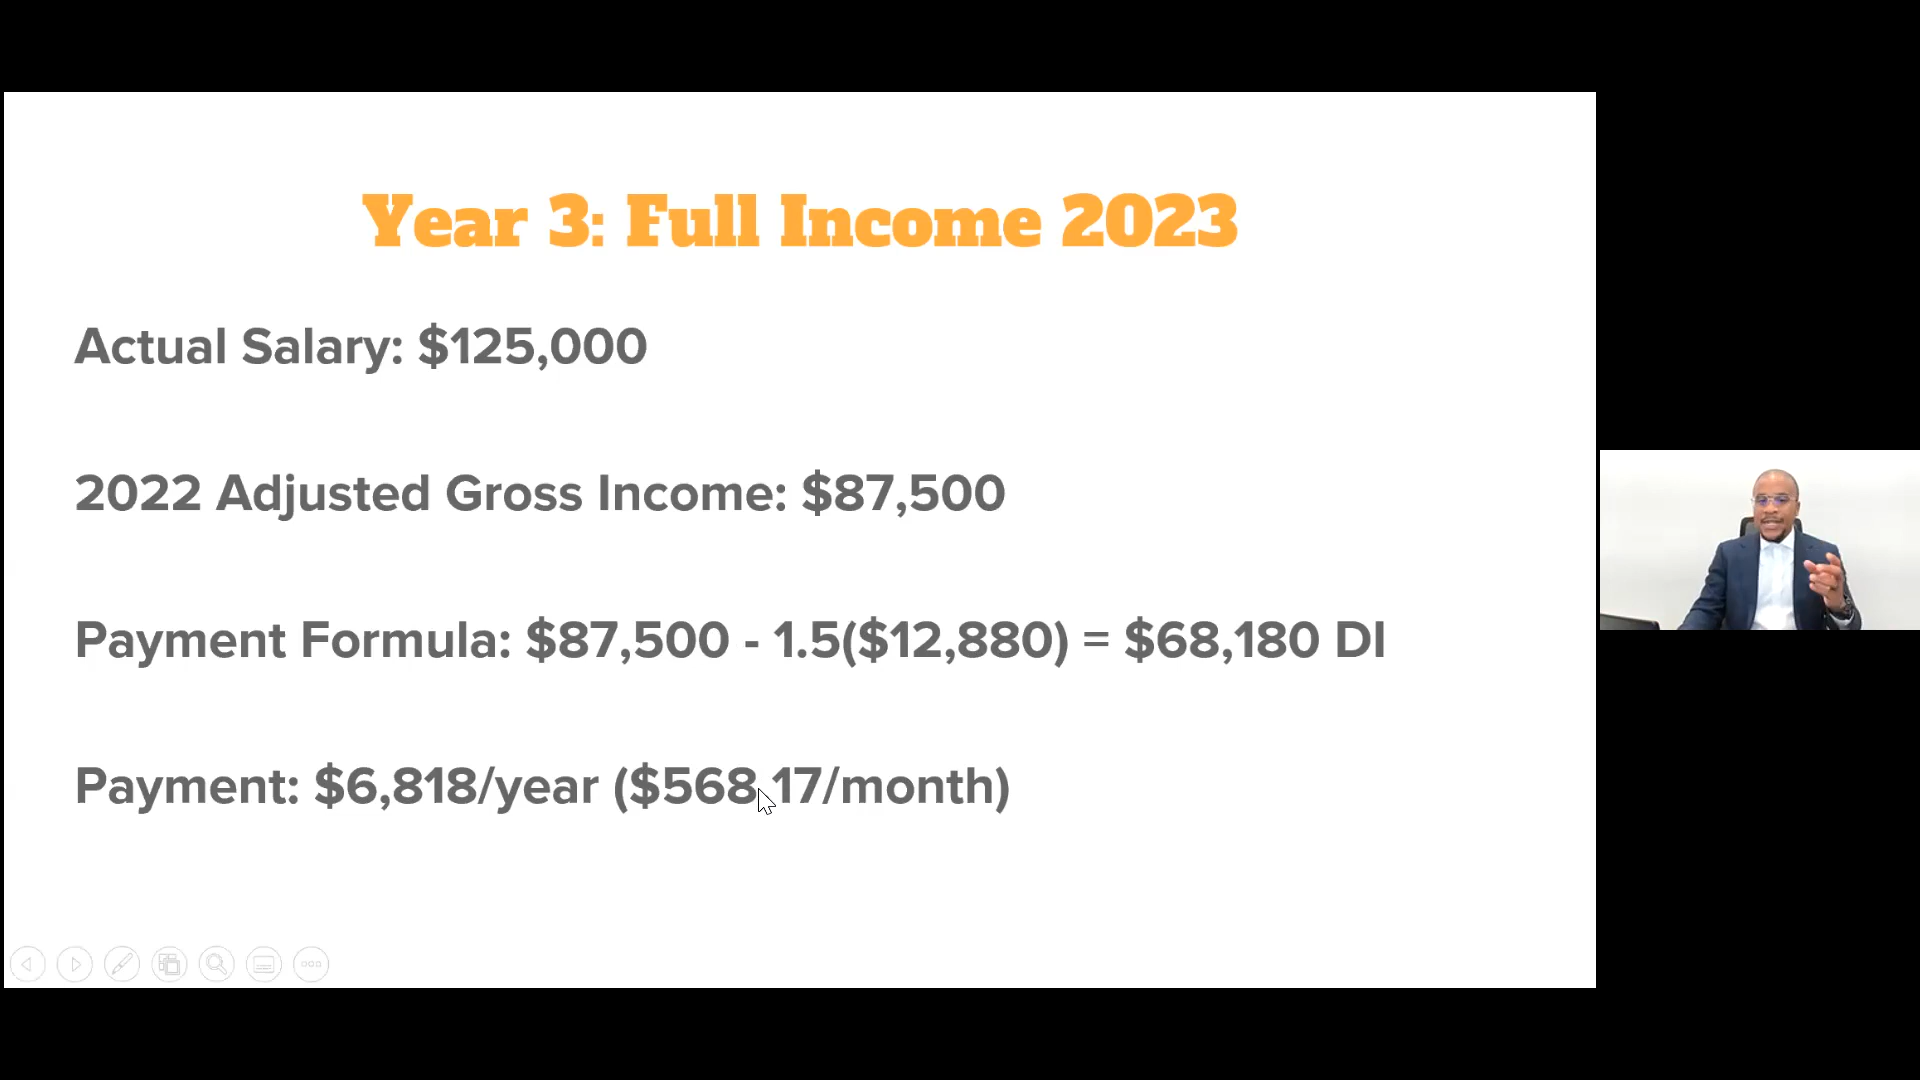 Year 3: Full Income 2023
Actual Salary: $125,000
2022 Adjusted Gross Income: $87,500
Payment Formula: $87,500 - 1.5($12,880) = $68,180 DI
Payment: $6,818/year ($568.17/month)